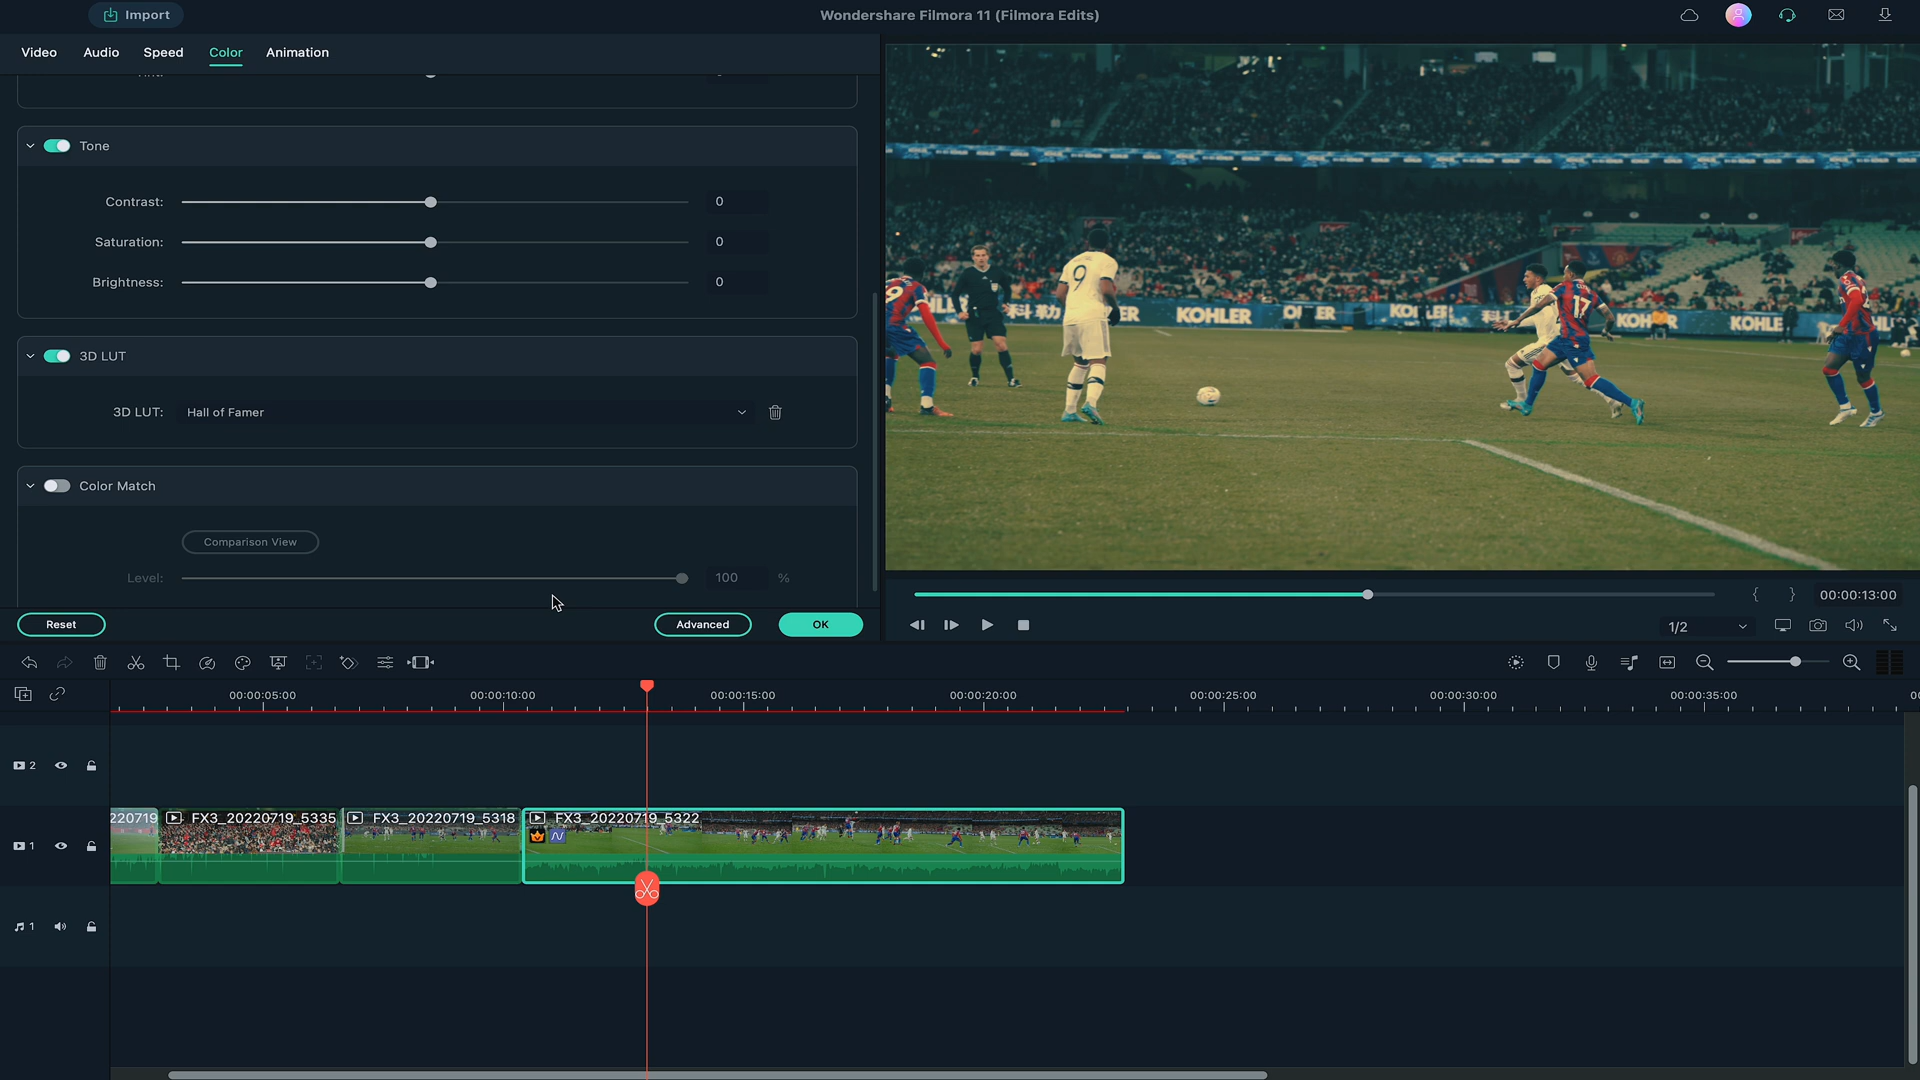 Import
Wondershare Filmora 11 (Filmora Edits)
Video Audio Speed Color Animation
Tone
Contrast: 0
Saturation: 0
Brightness: 0
3D LUT
3D LUT: Hall of Famer
Color Match
Comparison View
Level: 100 %
Reset Advanced OK
9
9
17
科勒
ER
KOHLER
KOHLER
KOHLE
{ } 00:00:13:00
1/2
00:00:05:00 00:00:10:00 00:00:15:00 00:00:20:00 00:00:25:00 00:00:30:00 00:00:35:00
2
220719 FX3_20220719_5335 FX3_20220719_5318 FX3_20220719_5322
1
1